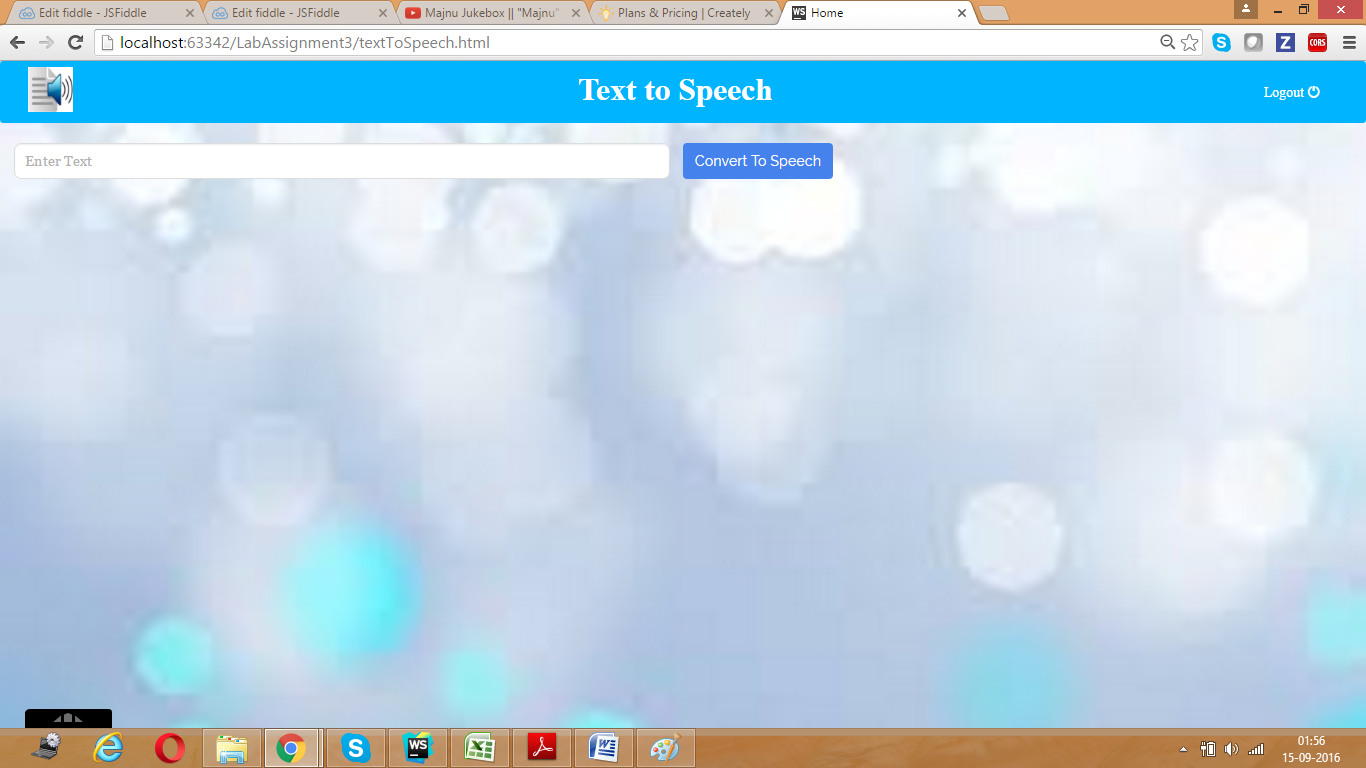 Edit fiddle - JSFiddle
Edit fiddle - JSFiddle
Majnu Jukebox || "Majnu"
Plans & Pricing | Creately
WS Home
localhost:63342/LabAssignment3/textToSpeech.html
Z
CORS
Text to Speech
Logout
Enter Text
Convert To Speech
WS
01:56
15-09-2016